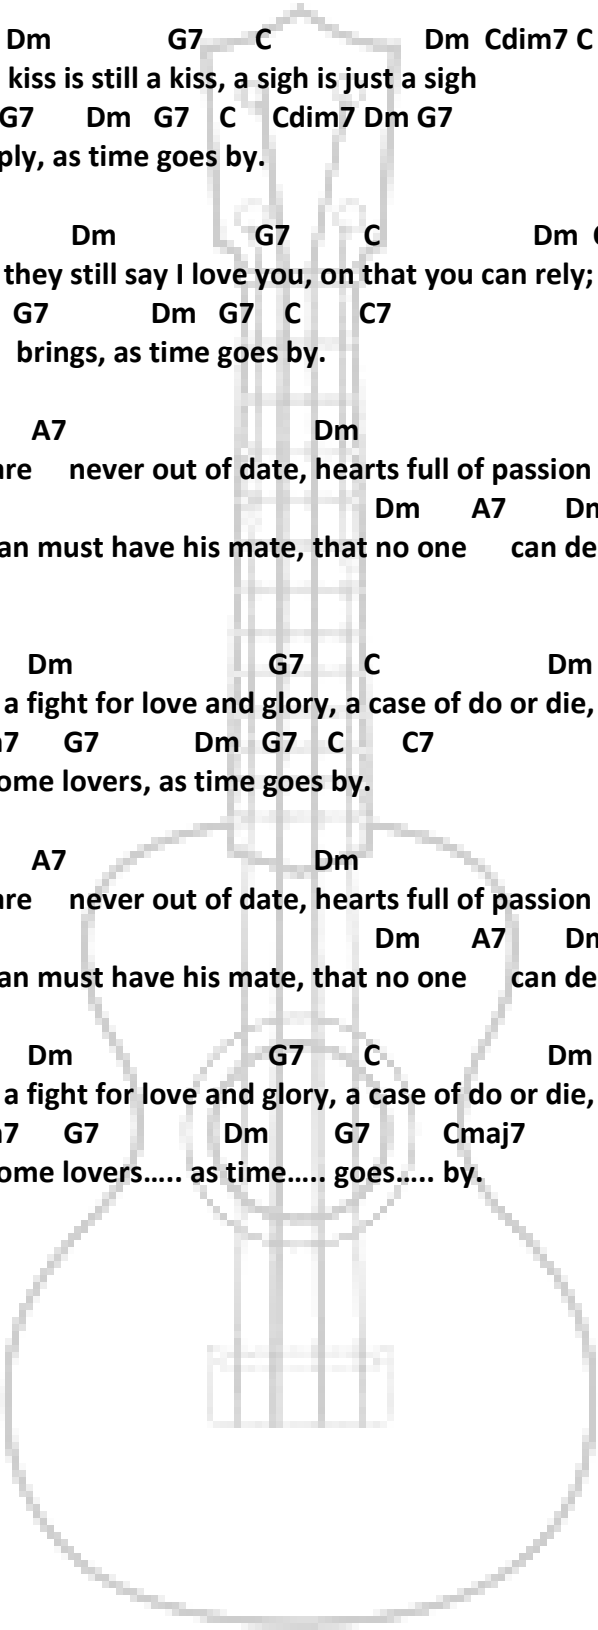 Dm G7 C Dm Cdim7 C
kiss is still a kiss, a sigh is just a sigh
G7 Dm G7 C Cdim7 Dm G7
ply, as time goes by.
Dm G7 C Dm
they still say I love you, on that you can rely;
G7 Dm G7 C C7
brings, as time goes by.
A7 Dm
are never out of date, hearts full of passion
Dm A7 Dm
an must have his mate, that no one can de
Dm G7 C Dm
a fight for love and glory, a case of do or die,
7 G7 Dm G7 C C7
ome lovers, as time goes by.
A7 Dm
are never out of date, hearts full of passion
Dm A7 Dm
an must have his mate, that no one can de
Dm G7 C Dm
a fight for love and glory, a case of do or die,
7 G7 Dm G7 Cmaj7
ome lovers..... as time..... goes..... by.